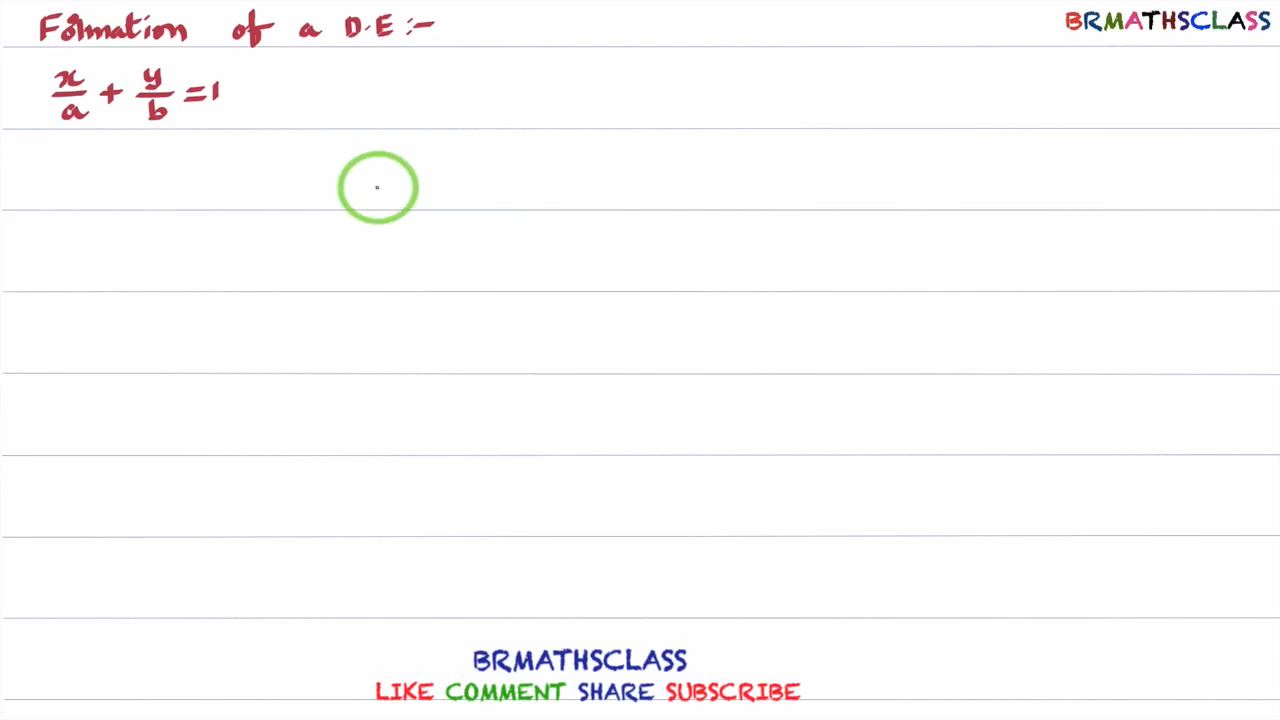 Formation of a D.E :-
BRMATHSCLASS
x/a + y/b = 1
BRMATHSCLASS
LIKE COMMENT SHARE SUBSCRIBE